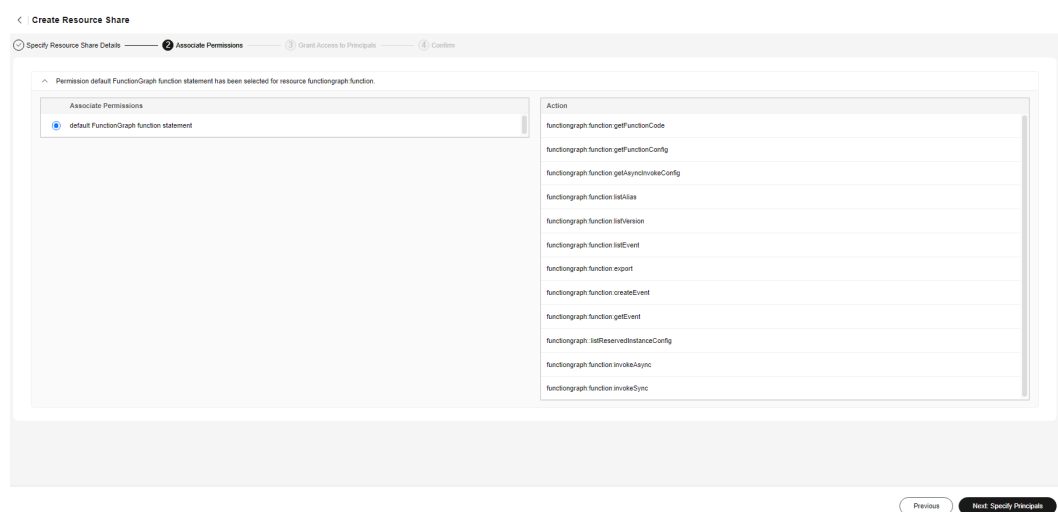 Create Resource Share
Specify Resource Share Details 2 Associate Permissions 3 Grant Access to Principals 4 Confirm
Permission default FunctionGraph function statement has been selected for resource functiongraph:function.
Associate Permissions
default FunctionGraph function statement
Action
functiongraph:function:getFunctionCode
functiongraph:function:getFunctionConfig
functiongraph:function:getAsyncInvokeConfig
functiongraph:function:listAlias
functiongraph:function:listVersion
functiongraph:function:listEvent
functiongraph:function:export
functiongraph:function:createEvent
functiongraph:function:getEvent
functiongraph::listReservedInstanceConfig
functiongraph:function:invokeAsync
functiongraph:function:invokeSync
Previous Next: Specify Principals